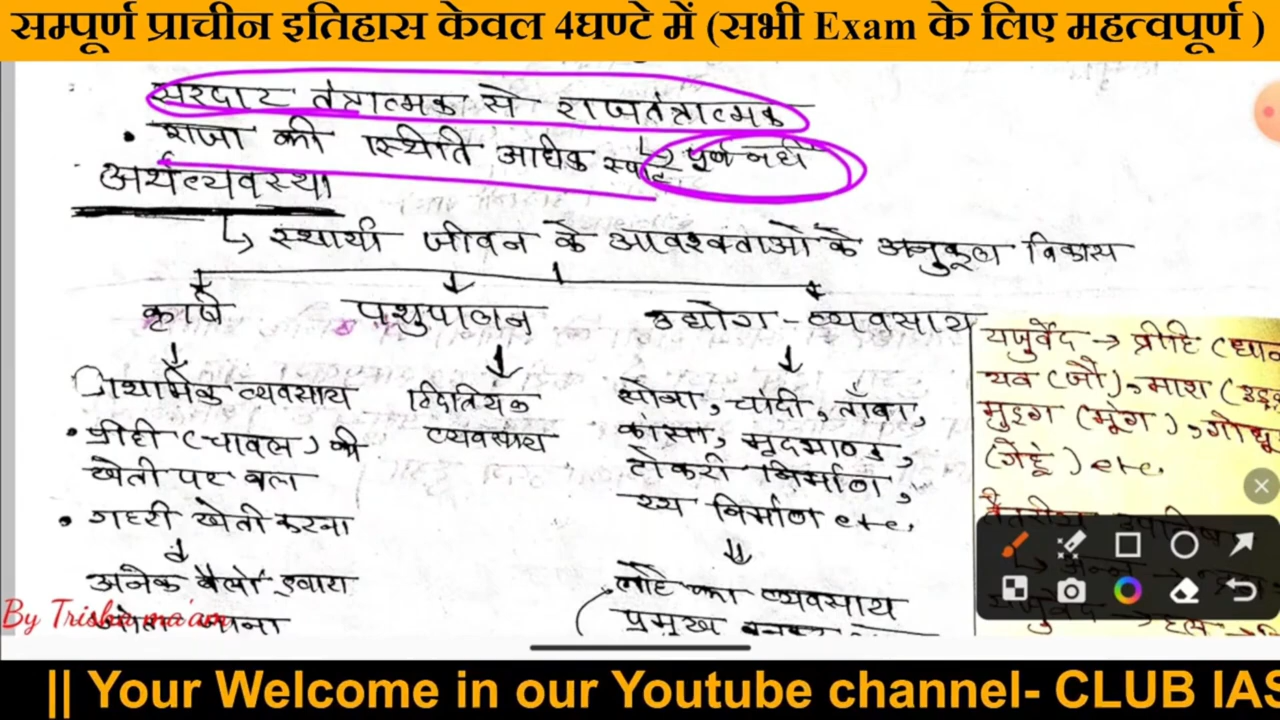 सम्पूर्ण प्राचीन इतिहास केवल 4घण्टे में (सभी Exam के लिए महत्वपूर्ण )
सरदार तंत्रात्मक से राजतंत्रात्मक
• राजा की स्थिति अधिक ↳ पूर्ण नहीं
अर्थव्यवस्था
↳ स्थायी जीवन के आवश्कताओं के अनुकूल विकास
कृषि पशुपालन उद्योग - व्यवसाय
↓ ↓ ↓
प्राथमिक व्यवसाय
• प्रीही (चावल) की
खेती पर बल
• गहरी खेती करना
↓
अनेक बैलों द्वारा
द्वितियक
व्यवसाय
सोना, चांदी, ताँबा,
कांसा, मृदभाण्ड,
टोकरी निर्माण,
रथ निर्माण etc.
⇓
लोहे का व्यवसाय
प्रमुख
यजुर्वेद → प्रीहि (धान
यव (जौ), माश (उड़द
मुद्ग (मूंग), गोधू
(गेहूं) etc.
By Trisha ma'am
|| Your Welcome in our Youtube channel- CLUB IAS